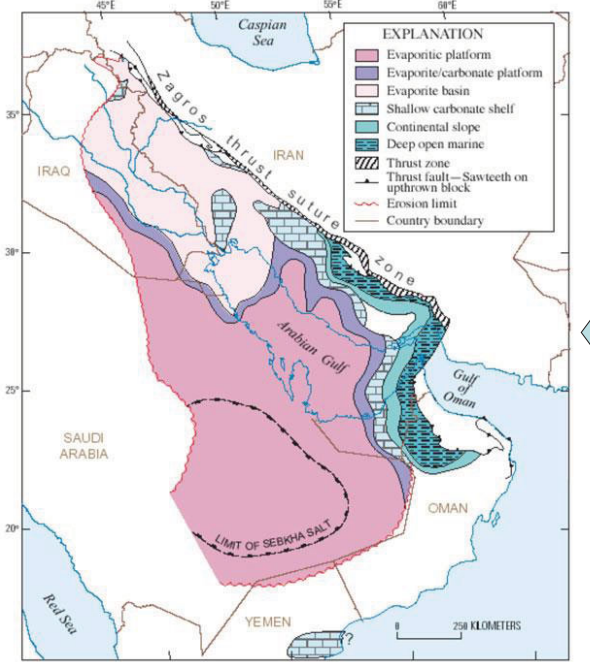 45°E
50°E
55°E
60°E
Caspian
Sea
EXPLANATION
Evaporitic platform
Evaporite/carbonate platform
Evaporite basin
Shallow carbonate shelf
Continental slope
Deep open marine
Thrust zone
Thrust fault—Sawteeth on
upthrown block
Erosion limit
Country boundary
Zagros thrust suture zone
35°
IRAN
IRAQ
30°
Arabian Gulf
Gulf
of
Oman
25°
SAUDI
ARABIA
OMAN
20°
LIMIT OF SEBKHA SALT
Red Sea
YEMEN
?
0 250 KILOMETERS